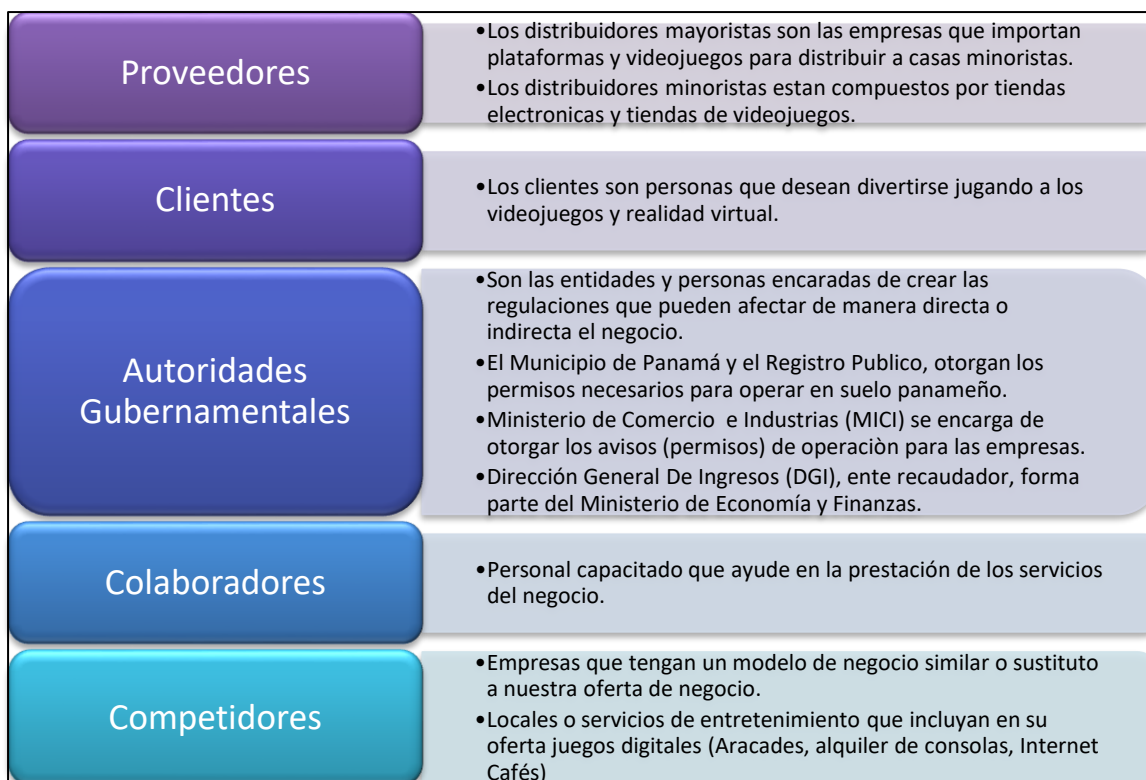 Proveedores
•Los distribuidores mayoristas son las empresas que importan
plataformas y videojuegos para distribuir a casas minoristas.
•Los distribuidores minoristas estan compuestos por tiendas
electronicas y tiendas de videojuegos.
Clientes
•Los clientes son personas que desean divertirse jugando a los
videojuegos y realidad virtual.
Autoridades
Gubernamentales
•Son las entidades y personas encaradas de crear las
regulaciones que pueden afectar de manera directa o
indirecta el negocio.
•El Municipio de Panamá y el Registro Publico, otorgan los
permisos necesarios para operar en suelo panameño.
•Ministerio de Comercio e Industrias (MICI) se encarga de
otorgar los avisos (permisos) de operaciòn para las empresas.
•Dirección General De Ingresos (DGI), ente recaudador, forma
parte del Ministerio de Economía y Finanzas.
Colaboradores
•Personal capacitado que ayude en la prestación de los servicios
del negocio.
Competidores
•Empresas que tengan un modelo de negocio similar o sustituto
a nuestra oferta de negocio.
•Locales o servicios de entretenimiento que incluyan en su
oferta juegos digitales (Aracades, alquiler de consolas, Internet
Cafés)